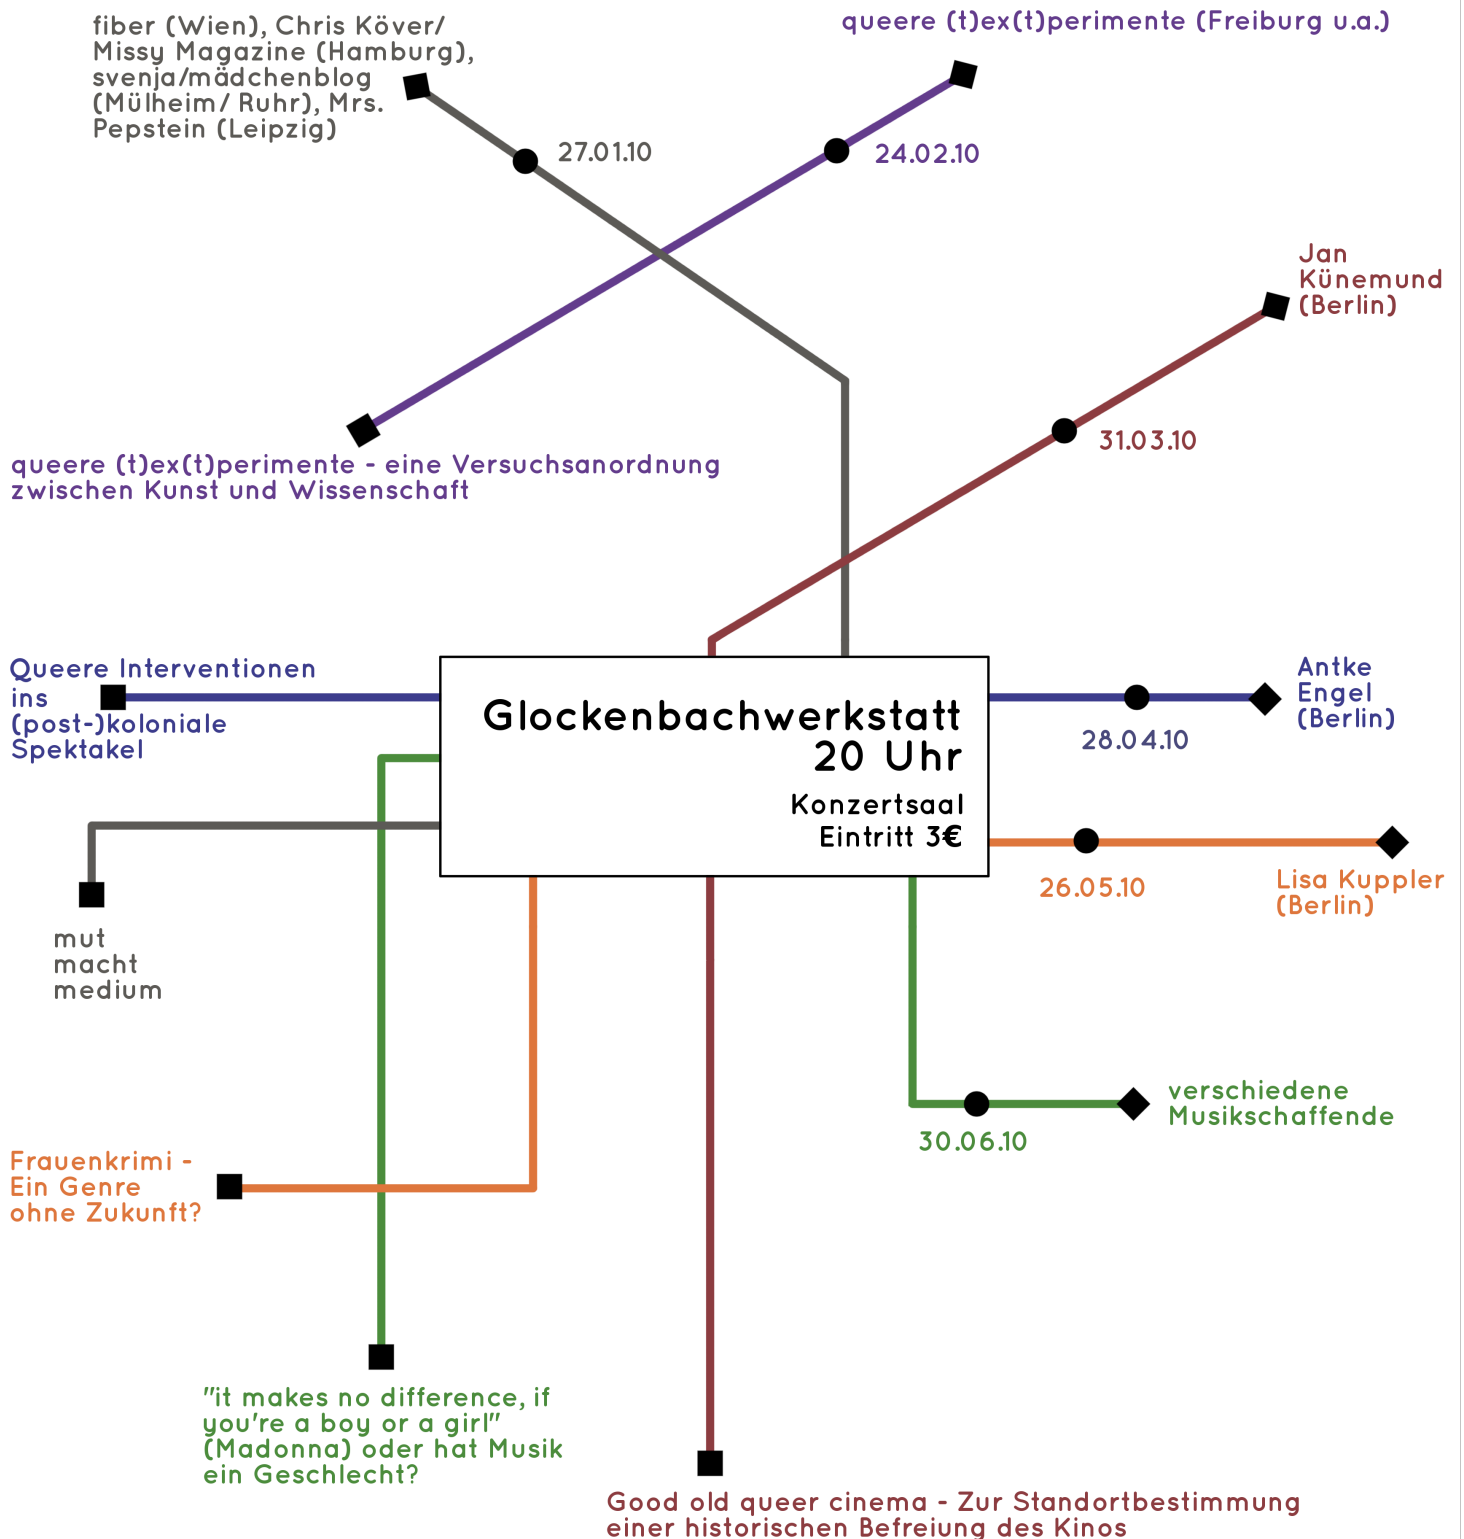 fiber (Wien), Chris Köver/
Missy Magazine (Hamburg),
svenja/mädchenblog
(Mülheim/ Ruhr), Mrs.
Pepstein (Leipzig)
queere (t)ex(t)perimente (Freiburg u.a.)
27.01.10
24.02.10
Jan
Künemund
(Berlin)
31.03.10
queere (t)ex(t)perimente - eine Versuchsanordnung
zwischen Kunst und Wissenschaft
Queere Interventionen
ins
(post-)koloniale
Spektakel
Glockenbachwerkstatt
20 Uhr
Konzertsaal
Eintritt 3€
Antke
Engel
(Berlin)
28.04.10
26.05.10
Lisa Kuppler
(Berlin)
mut
macht
medium
verschiedene
Musikschaffende
30.06.10
Frauenkrimi -
Ein Genre
ohne Zukunft?
"it makes no difference, if
you're a boy or a girl"
(Madonna) oder hat Musik
ein Geschlecht?
Good old queer cinema - Zur Standortbestimmung
einer historischen Befreiung des Kinos